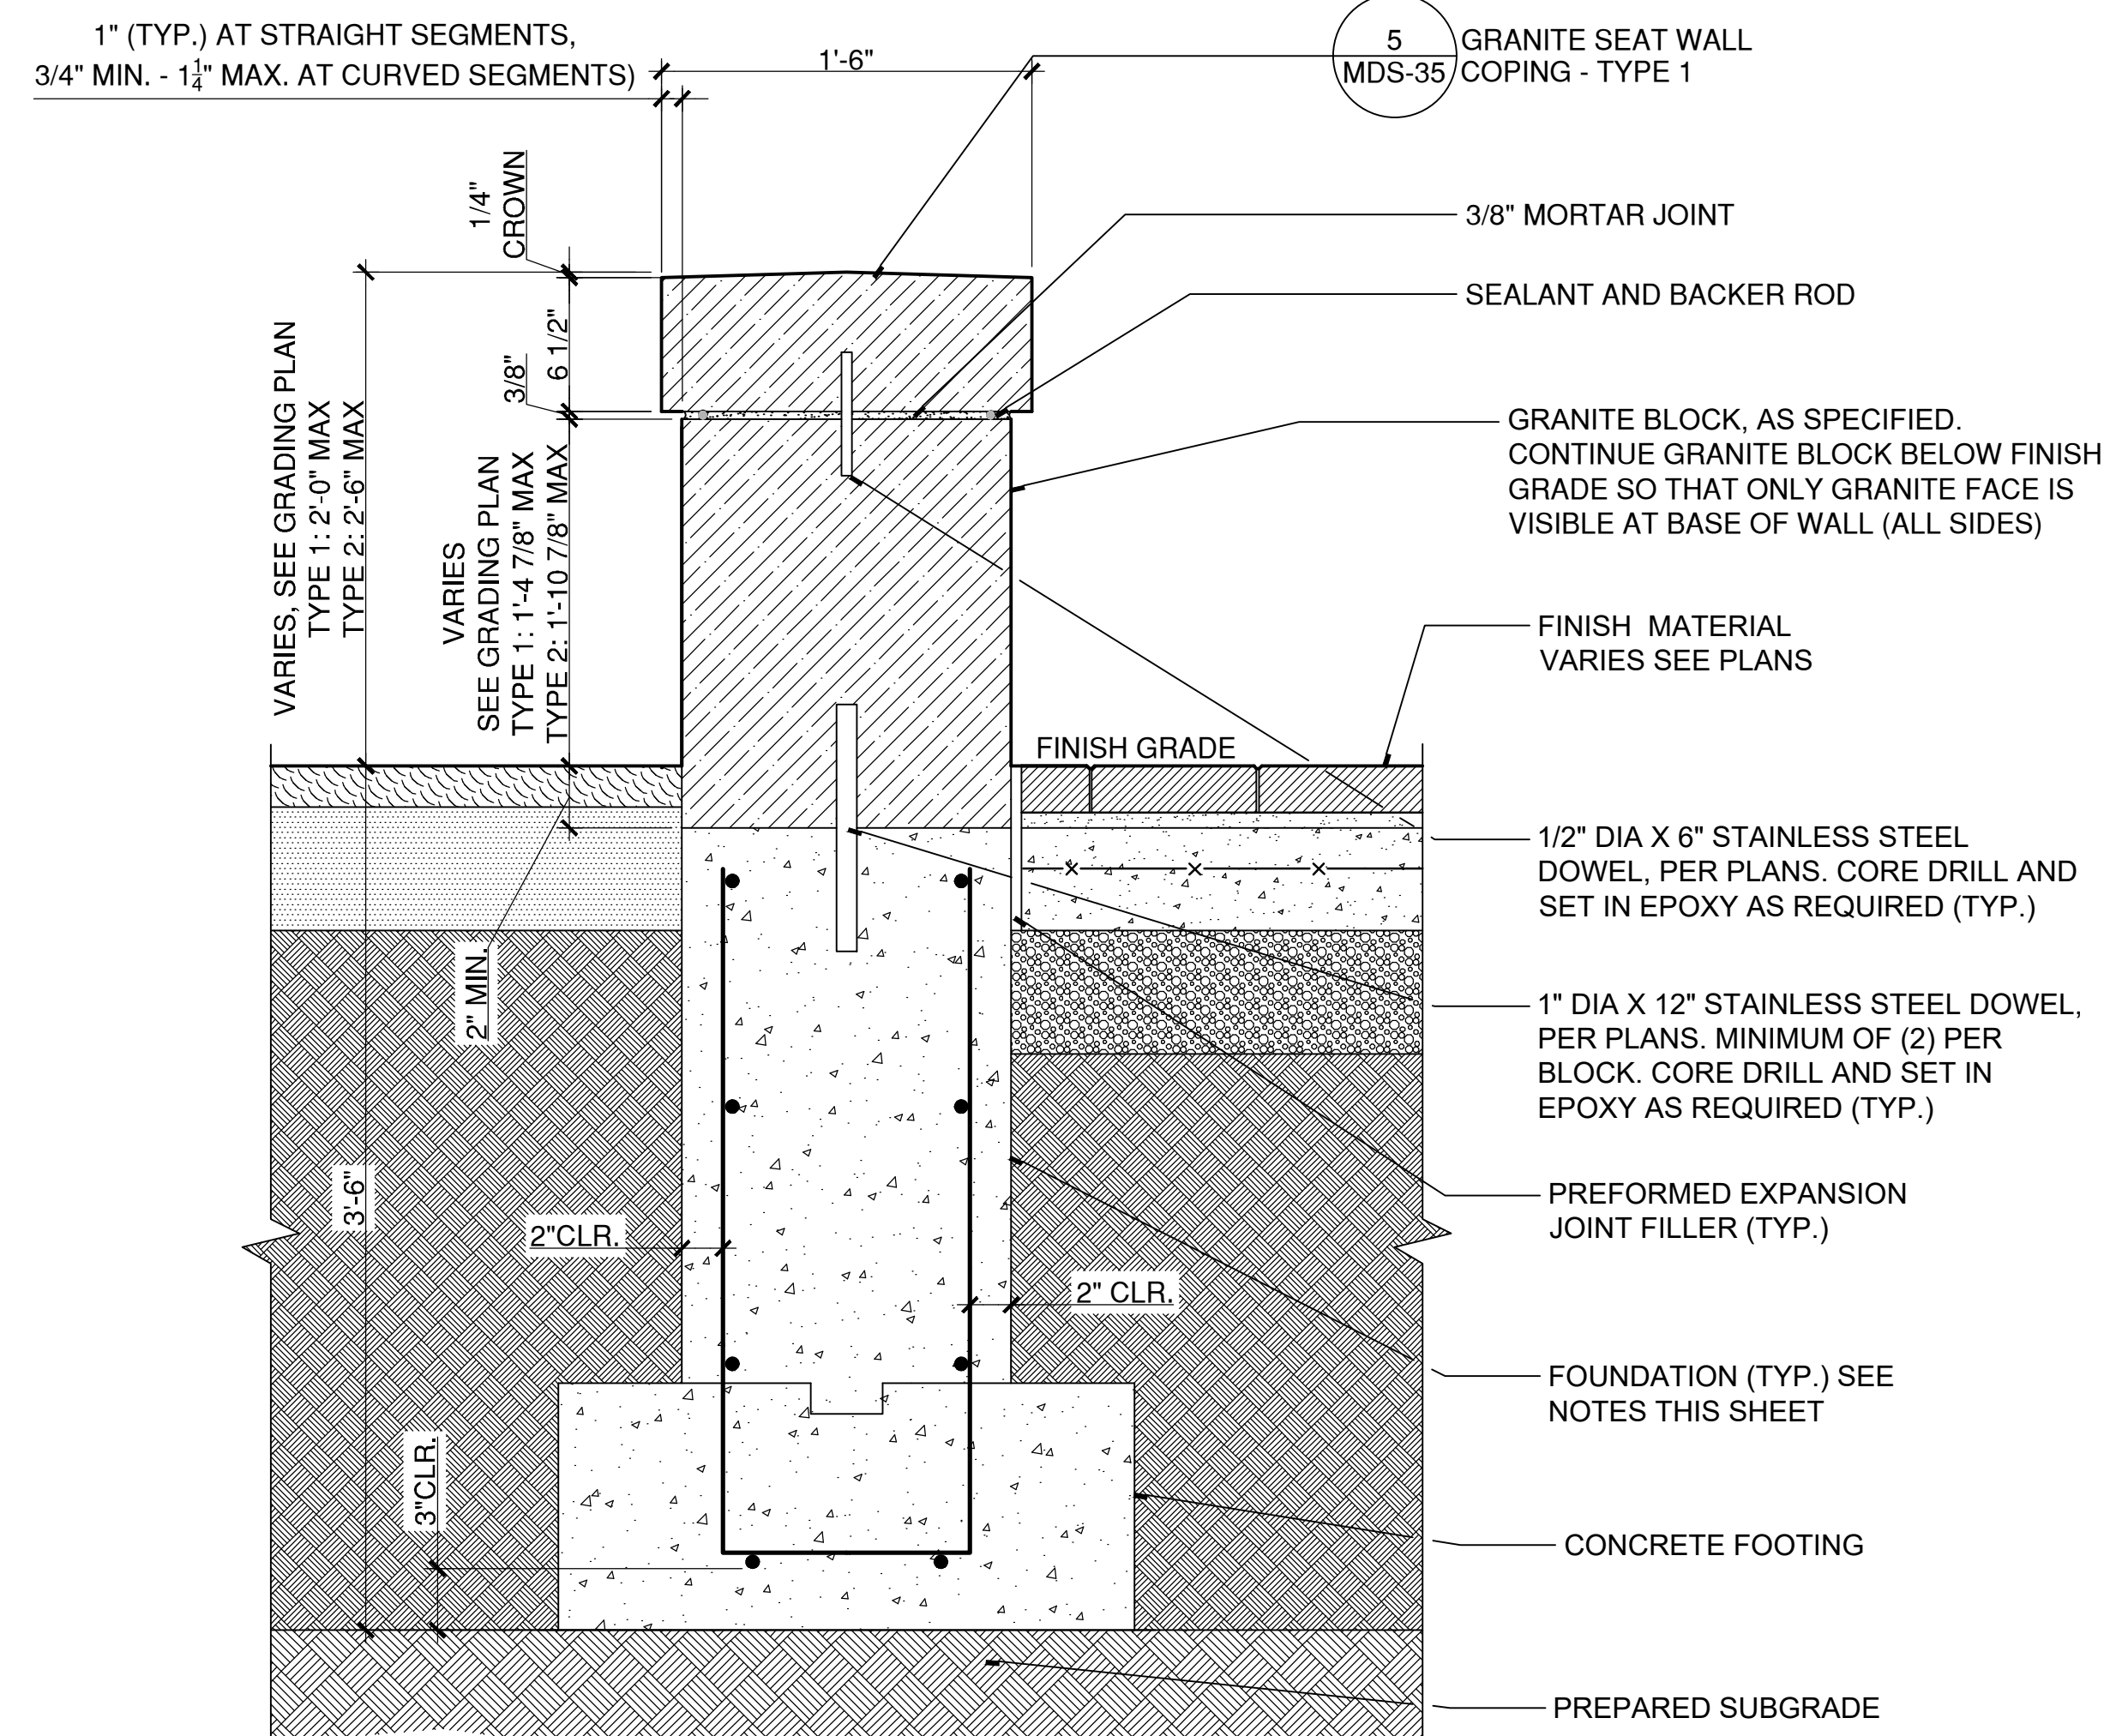 1" (TYP.) AT STRAIGHT SEGMENTS,
3/4" MIN. - 1 1/4" MAX. AT CURVED SEGMENTS)
1'-6"
5
MDS-35
GRANITE SEAT WALL
COPING - TYPE 1
1/4"
CROWN
3/8" MORTAR JOINT
SEALANT AND BACKER ROD
6 1/2"
3/8"
VARIES, SEE GRADING PLAN
TYPE 1: 2'-0" MAX
TYPE 2: 2'-6" MAX
VARIES
SEE GRADING PLAN
TYPE 1: 1'-4 7/8" MAX
TYPE 2: 1'-10 7/8" MAX
GRANITE BLOCK, AS SPECIFIED.
CONTINUE GRANITE BLOCK BELOW FINISH
GRADE SO THAT ONLY GRANITE FACE IS
VISIBLE AT BASE OF WALL (ALL SIDES)
FINISH MATERIAL
VARIES SEE PLANS
FINISH GRADE
1/2" DIA X 6" STAINLESS STEEL
DOWEL, PER PLANS. CORE DRILL AND
SET IN EPOXY AS REQUIRED (TYP.)
2" MIN.
1" DIA X 12" STAINLESS STEEL DOWEL,
PER PLANS. MINIMUM OF (2) PER
BLOCK. CORE DRILL AND SET IN
EPOXY AS REQUIRED (TYP.)
3'-6"
2"CLR.
2" CLR.
PREFORMED EXPANSION
JOINT FILLER (TYP.)
FOUNDATION (TYP.) SEE
NOTES THIS SHEET
3"CLR.
CONCRETE FOOTING
PREPARED SUBGRADE